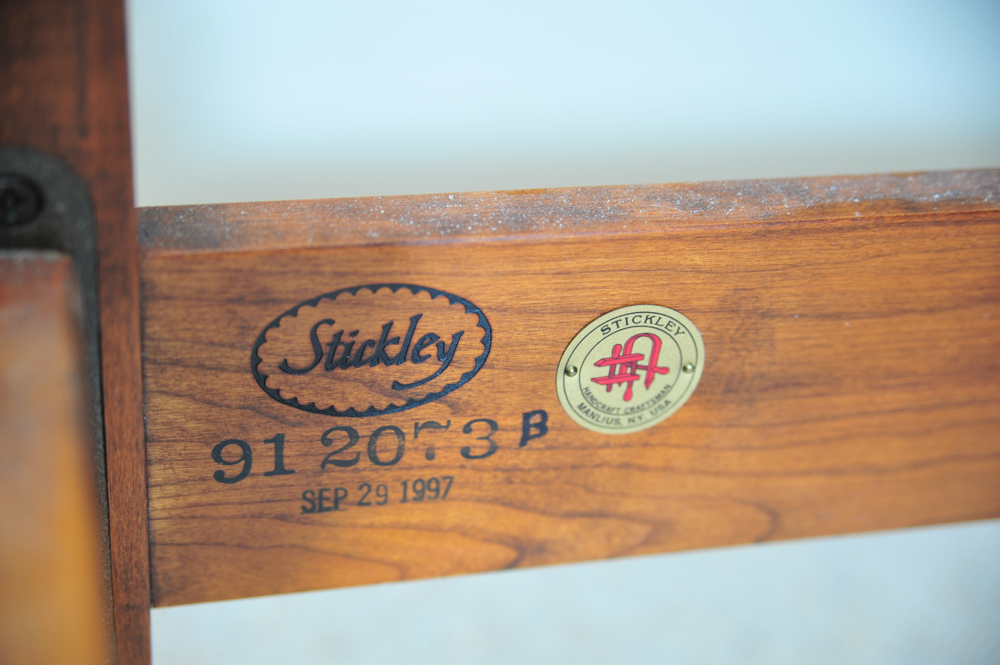 Stickley
91 2073 B
SEP 29 1997
STICKLEY
HANDCRAFT CRAFTSMAN
MANLIUS, N.Y. USA